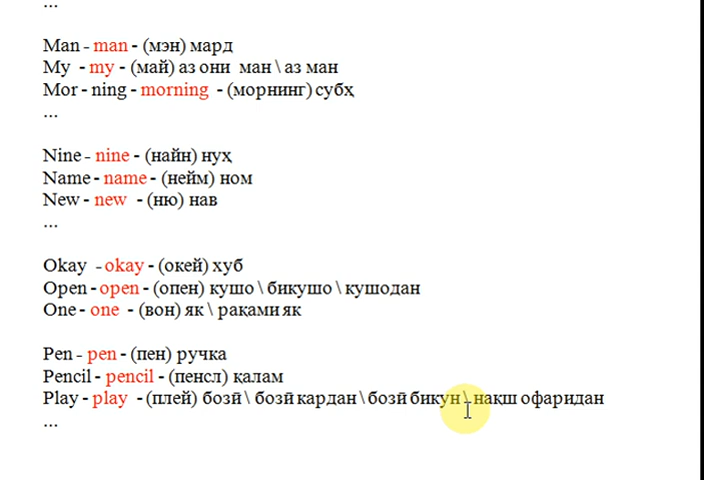 ...
Man - man - (мэн) мард
My - my - (май) аз они ман \ аз ман
Mor - ning - morning - (морнинг) субҳ
...
Nine - nine - (найн) нуҳ
Name - name - (нейм) ном
New - new - (ню) нав
...
Okay - okay - (окей) хуб
Open - open - (опен) кушо \ бикушо \ кушодан
One - one - (вон) як \ рақами як
Pen - pen - (пен) ручка
Pencil - pencil - (пенсл) қалам
Play - play - (плей) бозӣ \ бозӣ кардан \ бозӣ бикун \ нақш офаридан
...